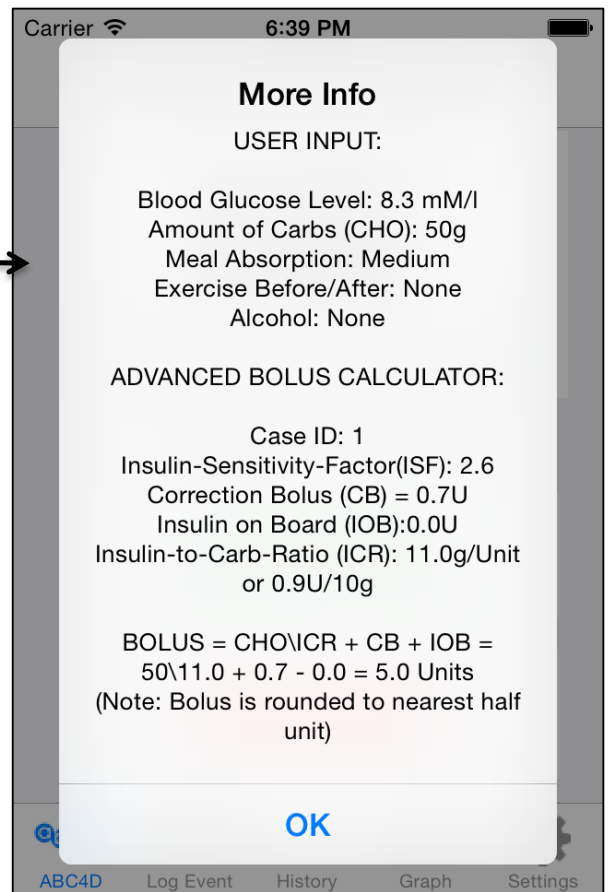 Carrier 6:39 PM
More Info
USER INPUT:
Blood Glucose Level: 8.3 mM/l
Amount of Carbs (CHO): 50g
Meal Absorption: Medium
Exercise Before/After: None
Alcohol: None
ADVANCED BOLUS CALCULATOR:
Case ID: 1
Insulin-Sensitivity-Factor(ISF): 2.6
Correction Bolus (CB) = 0.7U
Insulin on Board (IOB):0.0U
Insulin-to-Carb-Ratio (ICR): 11.0g/Unit
or 0.9U/10g
BOLUS = CHO\ICR + CB + IOB =
50\11.0 + 0.7 - 0.0 = 5.0 Units
(Note: Bolus is rounded to nearest half
unit)
OK
ABC4D Log Event History Graph Settings